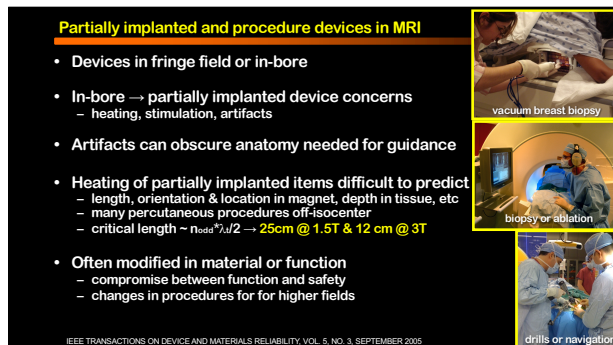 Partially implanted and procedure devices in MRI
• Devices in fringe field or in-bore
• In-bore → partially implanted device concerns
– heating, stimulation, artifacts
• Artifacts can obscure anatomy needed for guidance
• Heating of partially implanted items difficult to predict
– length, orientation & location in magnet, depth in tissue, etc
– many percutaneous procedures off-isocenter
– critical length ~ nodd*λt/2 → 25cm @ 1.5T & 12 cm @ 3T
• Often modified in material or function
– compromise between function and safety
– changes in procedures for for higher fields
vacuum breast biopsy
biopsy or ablation
drills or navigation
IEEE TRANSACTIONS ON DEVICE AND MATERIALS RELIABILITY, VOL. 5, NO. 3, SEPTEMBER 2005